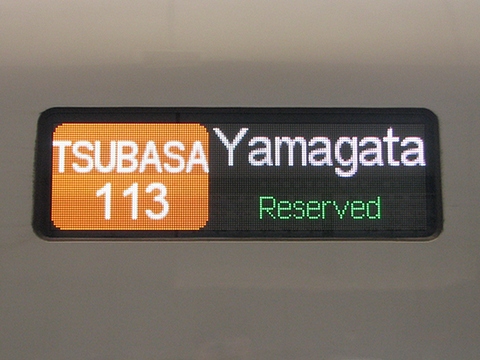 TSUBASA
113
Yamagata
Reserved